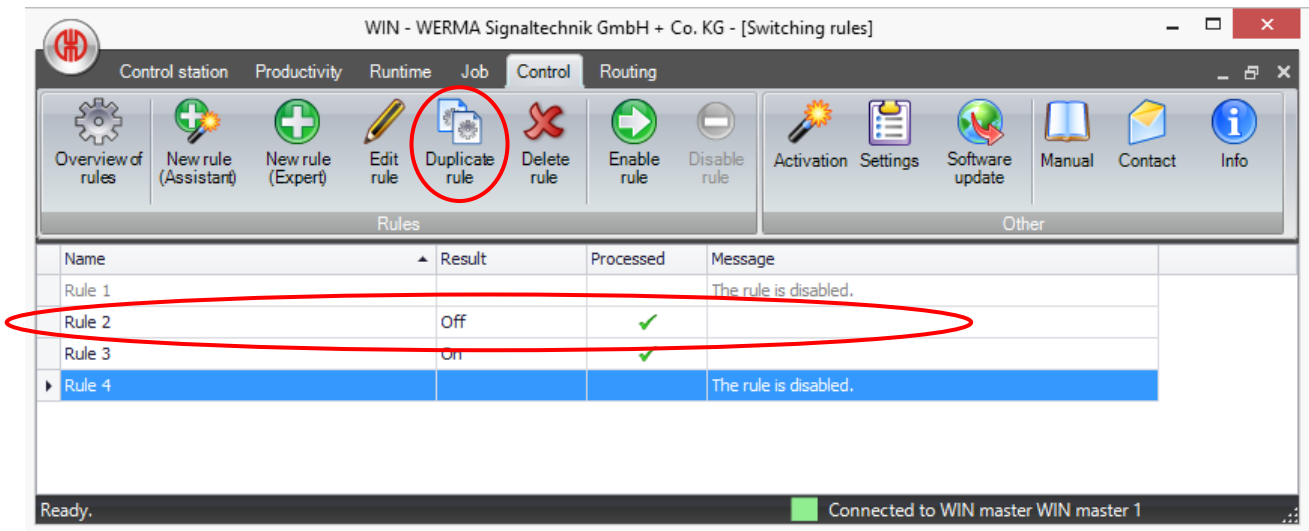 WIN - WERMA Signaltechnik GmbH + Co. KG - [Switching rules]
Control station Productivity Runtime Job Control Routing
Overview of rules New rule (Assistant) New rule (Expert) Edit rule Duplicate rule Delete rule Enable rule Disable rule Activation Settings Software update Manual Contact Info
Rules Other
Name Result Processed Message
Rule 1 The rule is disabled.
Rule 2 Off
Rule 3 On
Rule 4 The rule is disabled.
Ready. Connected to WIN master WIN master 1